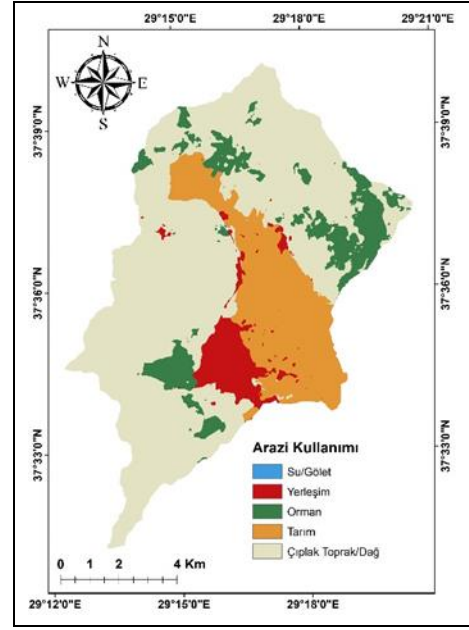 29°15'0"E 29°18'0"E 29°21'0"E
N
W E
S
37°39'0"N 37°39'0"N
37°36'0"N 37°36'0"N
37°33'0"N 37°33'0"N
Arazi Kullanımı
Su/Gölet
Yerleşim
Orman
Tarım
Çıplak Toprak/Dağ
0 1 2 4 Km
29°12'0"E 29°15'0"E 29°18'0"E